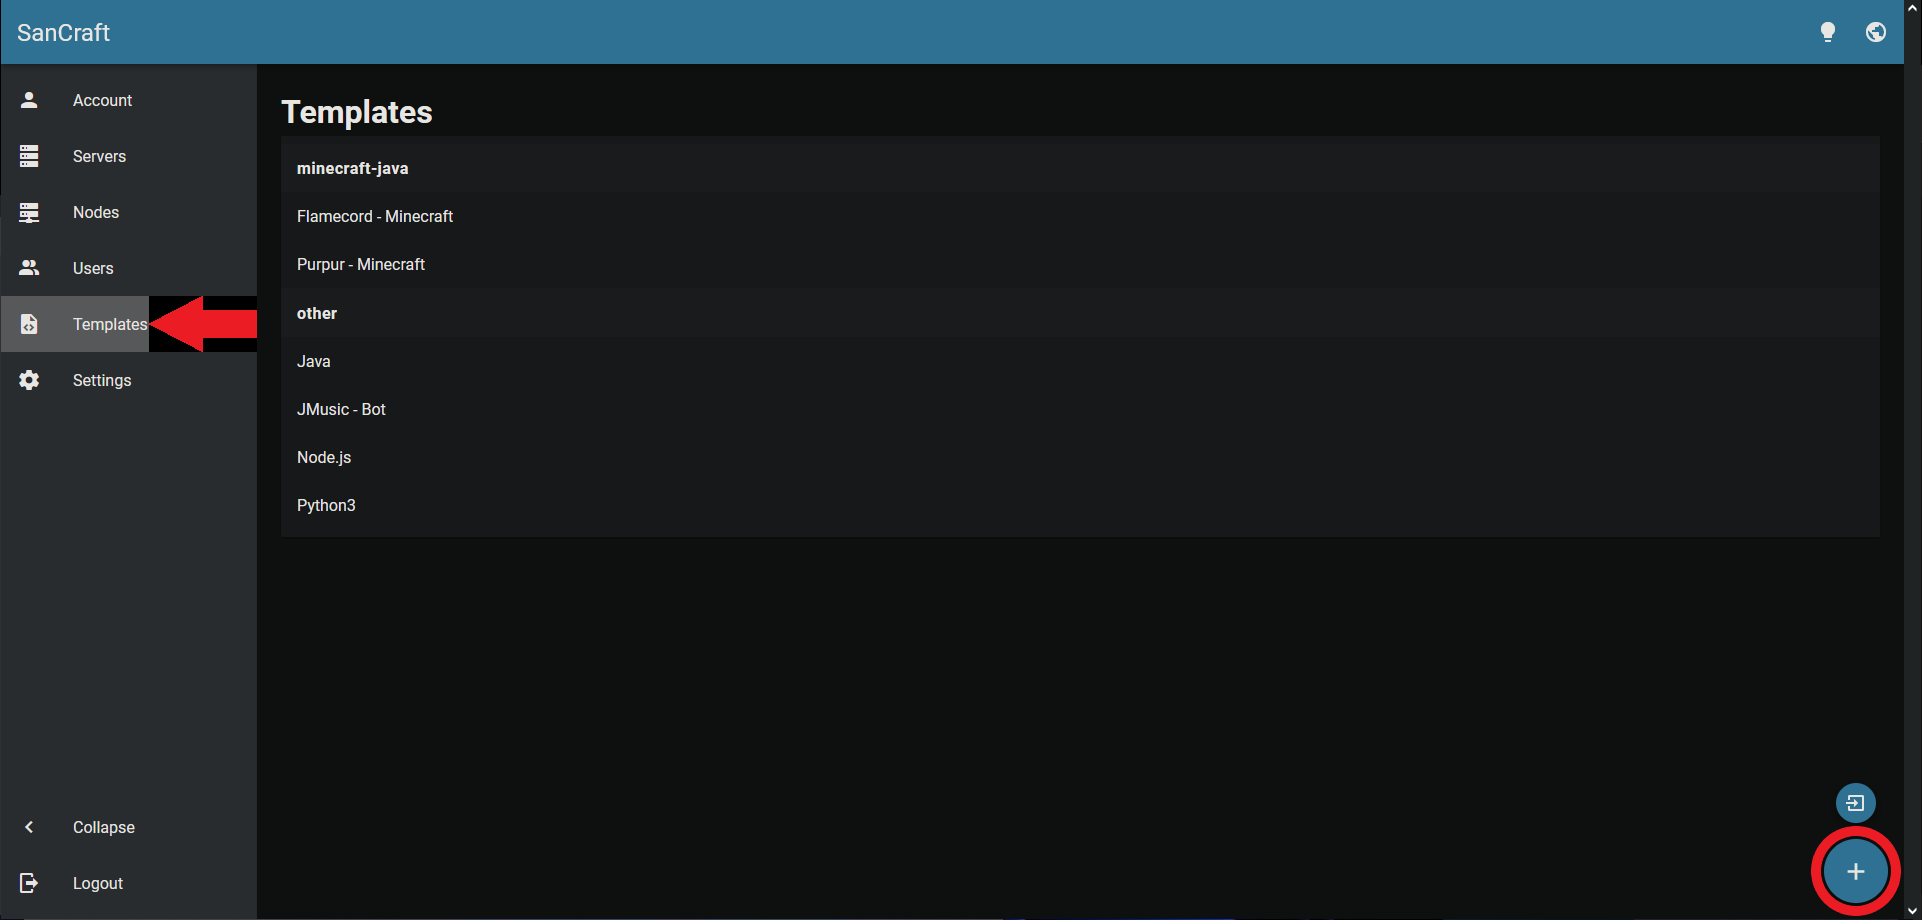 SanCraft
Account
Servers
Nodes
Users
Templates
Settings
Collapse
Logout
Templates
minecraft-java
Flamecord - Minecraft
Purpur - Minecraft
other
Java
JMusic - Bot
Node.js
Python3